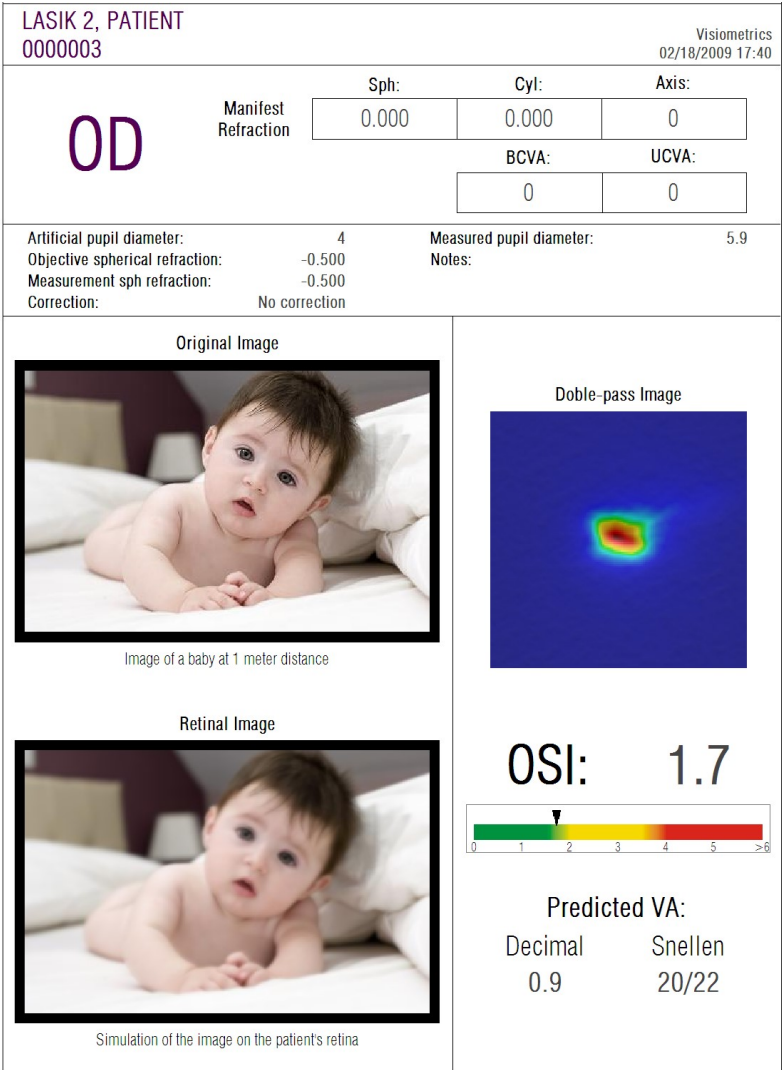 LASIK 2, PATIENT
0000003
Visiometrics
02/18/2009 17:40
OD
Manifest
Refraction
Sph: Cyl: Axis:
0.000 0.000 0
BCVA: UCVA:
0 0
Artificial pupil diameter: 4
Objective spherical refraction: -0.500
Measurement sph refraction: -0.500
Correction: No correction
Measured pupil diameter: 5.9
Notes:
Original Image
Image of a baby at 1 meter distance
Retinal Image
Simulation of the image on the patient's retina
Doble-pass Image
OSI: 1.7
0 1 2 3 4 5 >6
Predicted VA:
Decimal Snellen
0.9 20/22